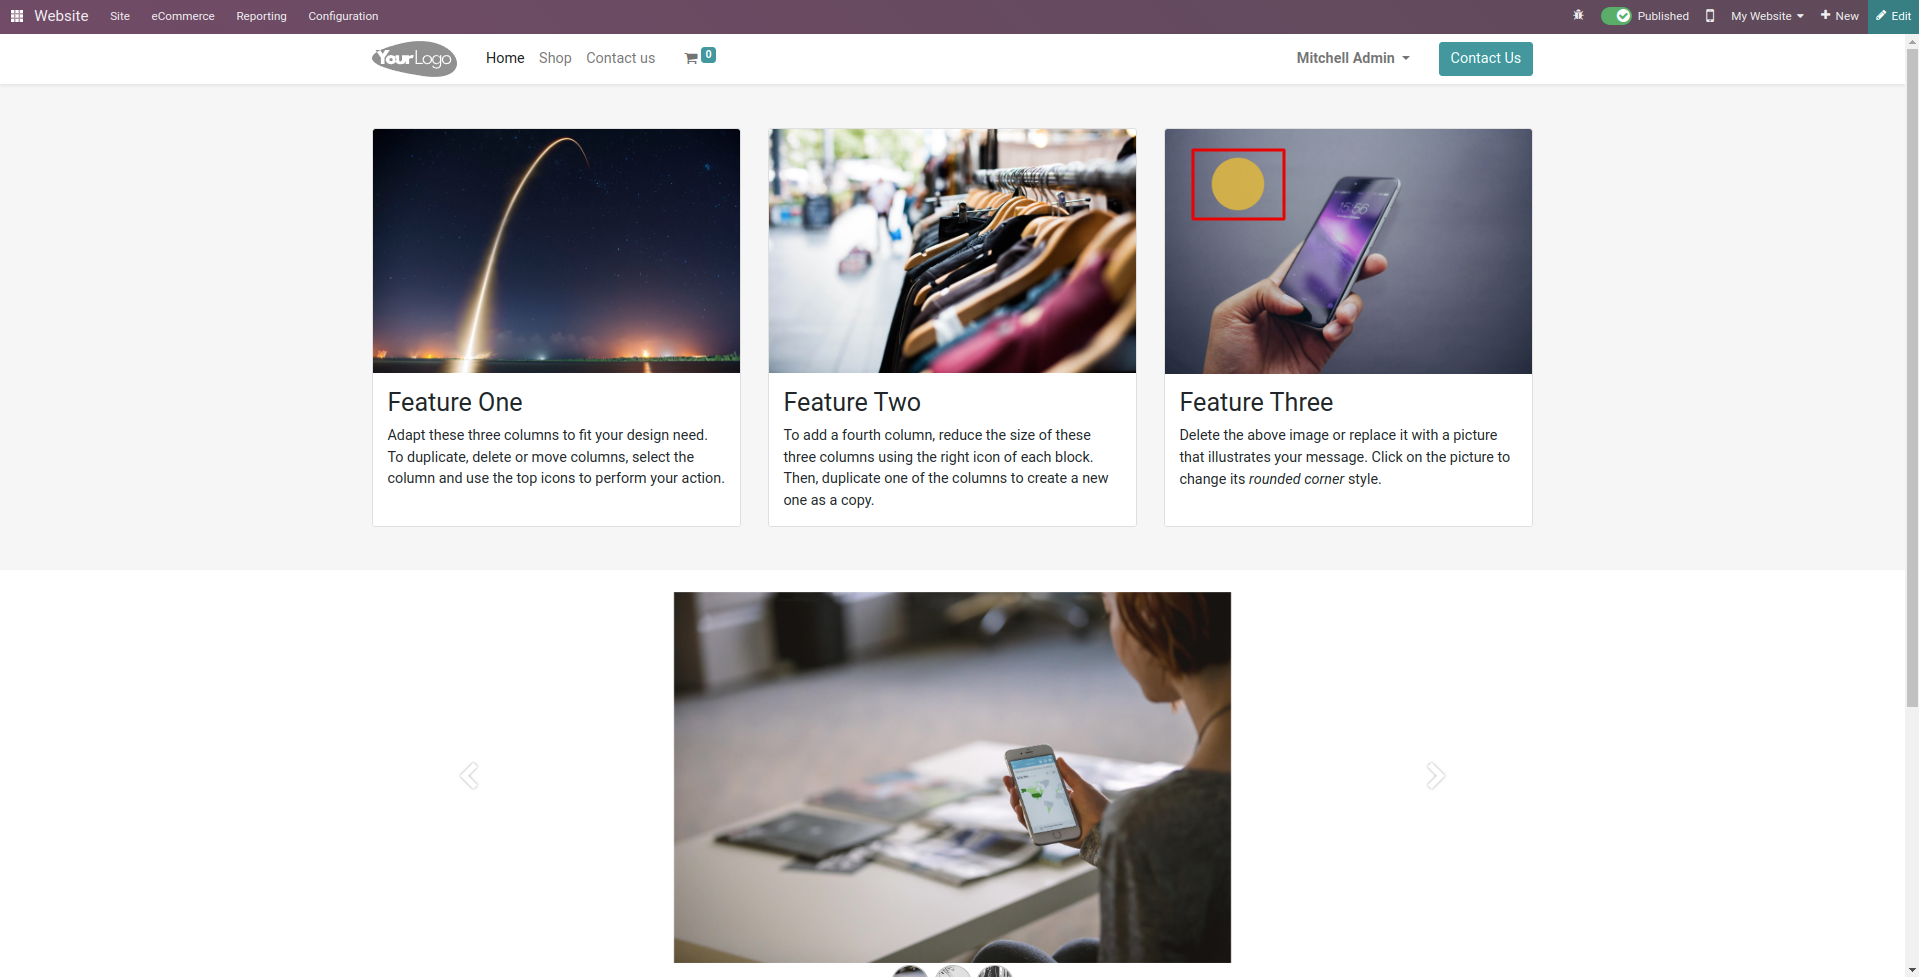 Website Site eCommerce Reporting Configuration Published My Website New Edit
YourLogo Home Shop Contact us 0 Mitchell Admin Contact Us
15:56
Feature One
Adapt these three columns to fit your design need.
To duplicate, delete or move columns, select the
column and use the top icons to perform your action.
Feature Two
To add a fourth column, reduce the size of these
three columns using the right icon of each block.
Then, duplicate one of the columns to create a new
one as a copy.
Feature Three
Delete the above image or replace it with a picture
that illustrates your message. Click on the picture to
change its rounded corner style.